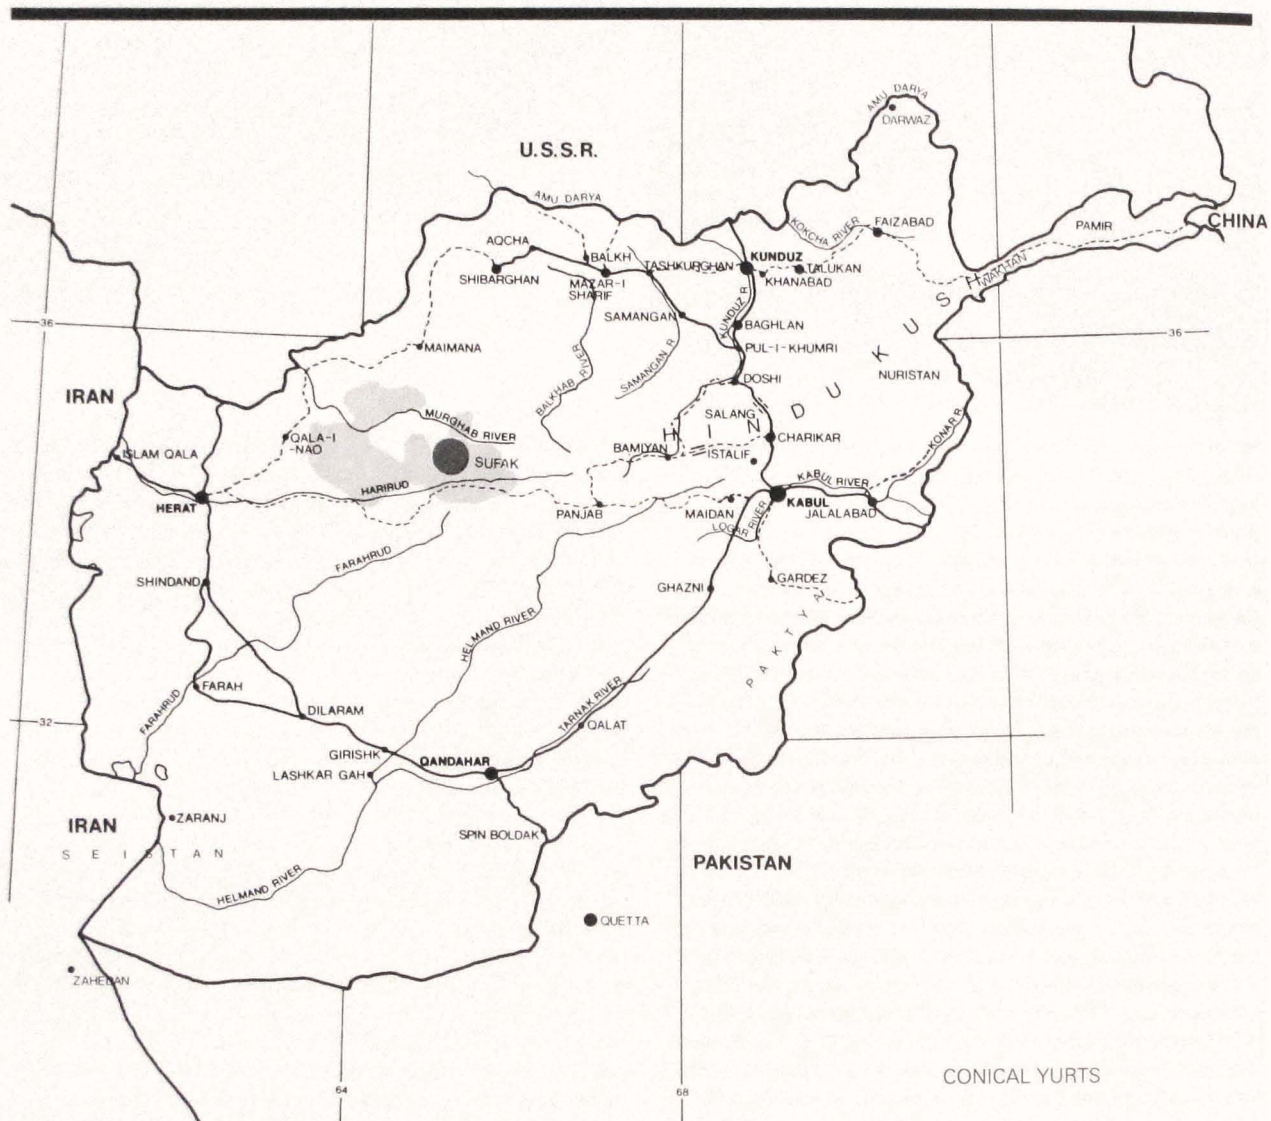 AMU DARYA
DARWAZ
U.S.S.R.
AMU DARYA
KOKCHA RIVER
FAIZABAD
PAMIR
CHINA
AQCHA
BALKH
TASHKURGHAN
KUNDUZ
TALUKAN
KHANABAD
WAKHAN
SHIBARGHAN
MAZAR-I
SHARIF
KUNDUZ R.
SAMANGAN
BAGHLAN
36
36
MAIMANA
PUL-I-KHUMRI
BALKHAB RIVER
SAMANGAN R.
DOSHI
NURISTAN
IRAN
MURGHAB RIVER
SALANG
HINDU KUSH
KONAR R.
QALA-I
-NAO
CHARIKAR
ISLAM QALA
SUFAK
BAMIYAN
ISTALIF
HARIRUD
KABUL RIVER
HERAT
PANJAB
MAIDAN
KABUL
JALALABAD
LOGAR RIVER
FARAHRUD
SHINDAND
GHAZNI
GARDEZ
HELMAND RIVER
PAKTYA
FARAH
FARAHRUD
TARNAK RIVER
32
DILARAM
QALAT
GIRISHK
QANDAHAR
LASHKAR GAH
IRAN
ZARANJ
SEISTAN
SPIN BOLDAK
PAKISTAN
HELMAND RIVER
QUETTA
ZAHEDAN
CONICAL YURTS
64
68